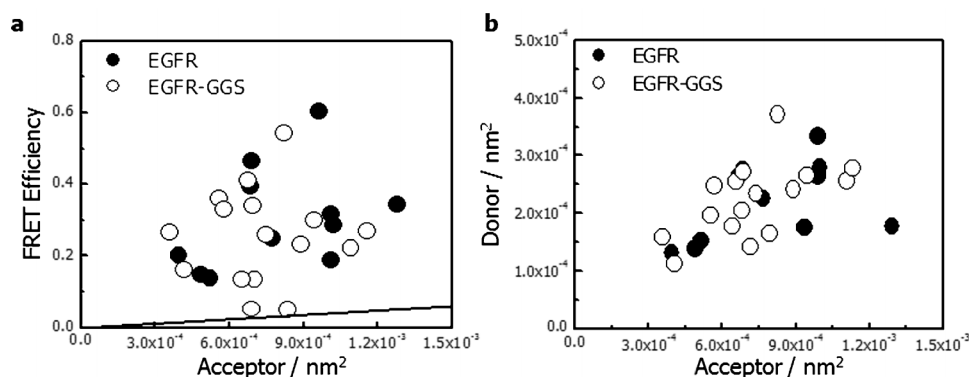 a
0.8
EGFR
EGFR-GGS
0.6
0.4
0.2
0.0
FRET Efficiency
0.0
3.0x10⁻⁴
6.0x10⁻⁴
9.0x10⁻⁴
1.2x10⁻³
1.5x10⁻³
Acceptor / nm²
b
5.0x10⁻⁴
EGFR
EGFR-GGS
4.0x10⁻⁴
3.0x10⁻⁴
2.0x10⁻⁴
1.0x10⁻⁴
0.0
Donor / nm²
0.0
3.0x10⁻⁴
6.0x10⁻⁴
9.0x10⁻⁴
1.2x10⁻³
1.5x10⁻³
Acceptor / nm²